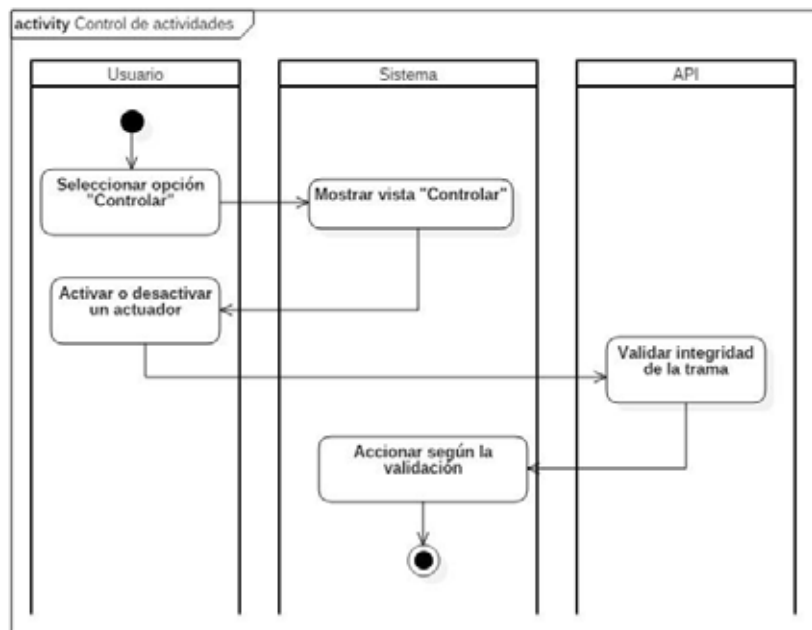 activity Control de actividades
Usuario
Sistema
API
Seleccionar opción
"Controlar"
Mostrar vista "Controlar"
Activar o desactivar
un actuador
Validar integridad
de la trama
Accionar según la
validación